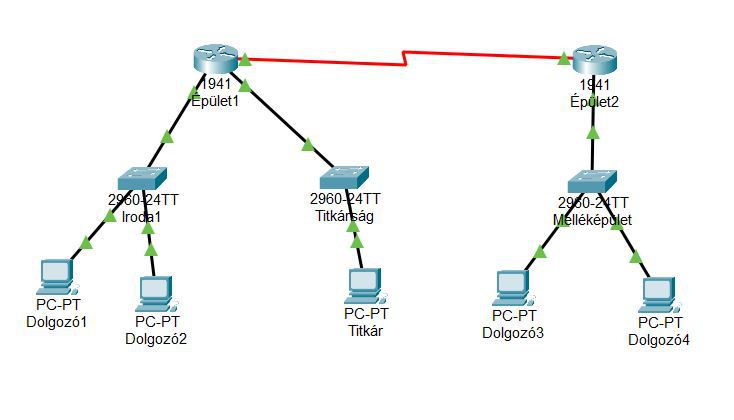 1941
Épület1
1941
Épület2
2960-24TT
Iroda1
2960-24TT
Titkárság
2960-24TT
Melléképület
PC-PT
Dolgozó1
PC-PT
Dolgozó2
PC-PT
Titkár
PC-PT
Dolgozó3
PC-PT
Dolgozó4